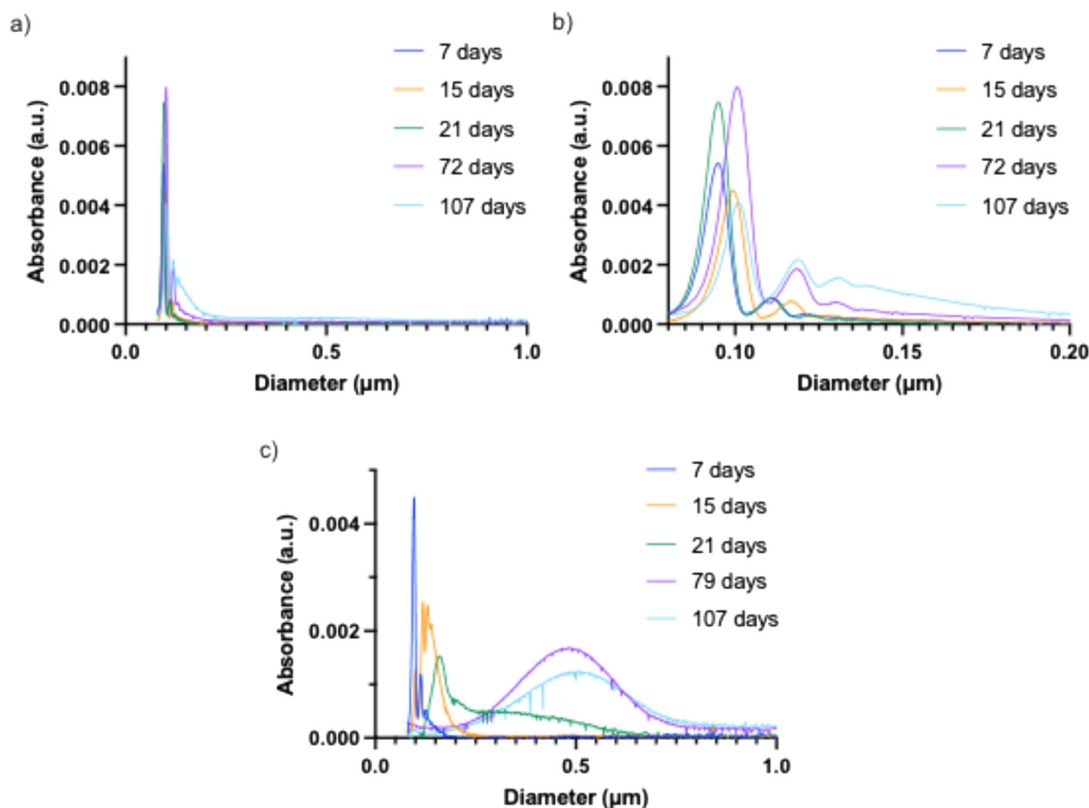 a)
7 days
15 days
21 days
72 days
107 days
Absorbance (a.u.)
0.008
0.006
0.004
0.002
0.000
0.0
0.5
1.0
Diameter (µm)
b)
7 days
15 days
21 days
72 days
107 days
Absorbance (a.u.)
0.008
0.006
0.004
0.002
0.000
0.10
0.15
0.20
Diameter (µm)
c)
7 days
15 days
21 days
79 days
107 days
Absorbance (a.u.)
0.004
0.002
0.000
0.0
0.5
1.0
Diameter (µm)